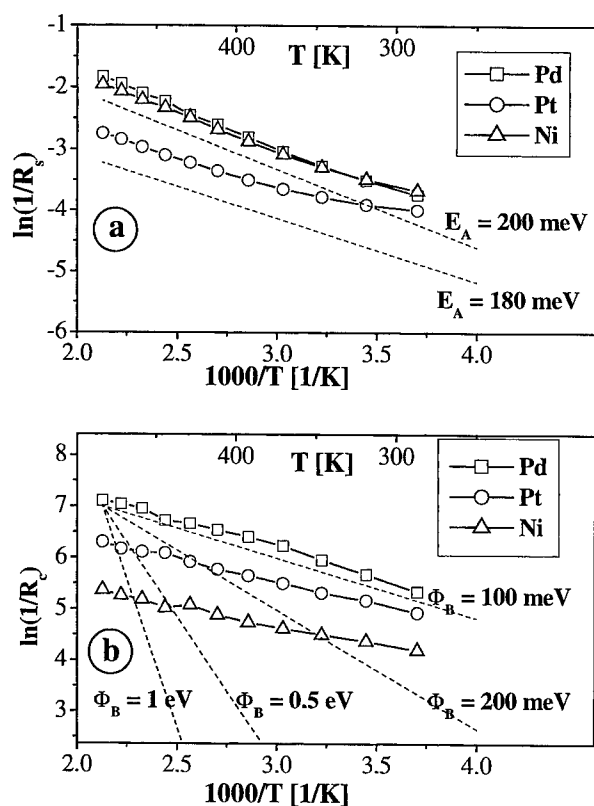 400 300
T [K]
-1
-2
-3
-4
-5
-6
ln(1/R_s)
Pd
Pt
Ni
a
E_A = 200 meV
E_A = 180 meV
2.0 2.5 3.0 3.5 4.0
1000/T [1/K]
400 300
T [K]
8
7
6
5
4
3
ln(1/R_c)
Pd
Pt
Ni
b
Φ_B = 100 meV
Φ_B = 1 eV Φ_B = 0.5 eV Φ_B = 200 meV
2.0 2.5 3.0 3.5 4.0
1000/T [1/K]